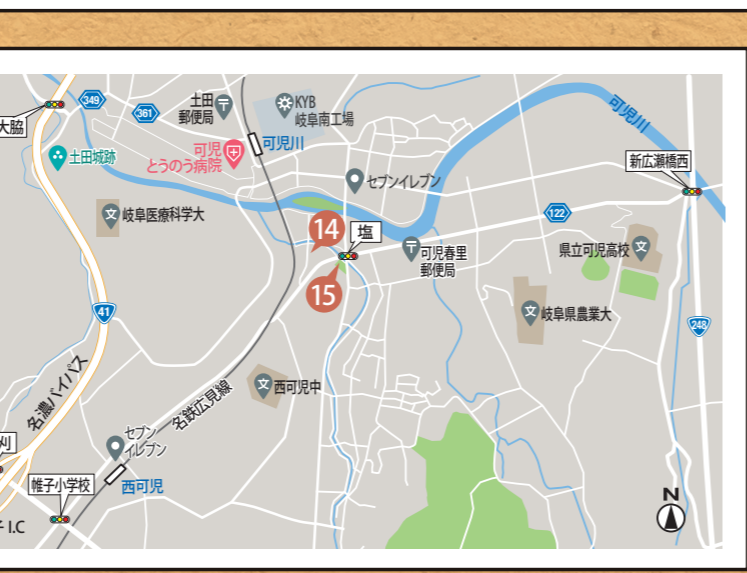 大脇
349
361
土田
郵便局
KYB
岐阜南工場
可児川
可児川
土田城跡
可児
とうのう病院
セブンイレブン
新広瀬橋西
岐阜医療科学大
14
塩
122
可児春里
郵便局
県立可児高校
15
41
岐阜県農業大
248
名濃バイパス
西可児中
名鉄広見線
セブン
イレブン
刈
西可児
帷子小学校
I.C
N
文
文
文
文